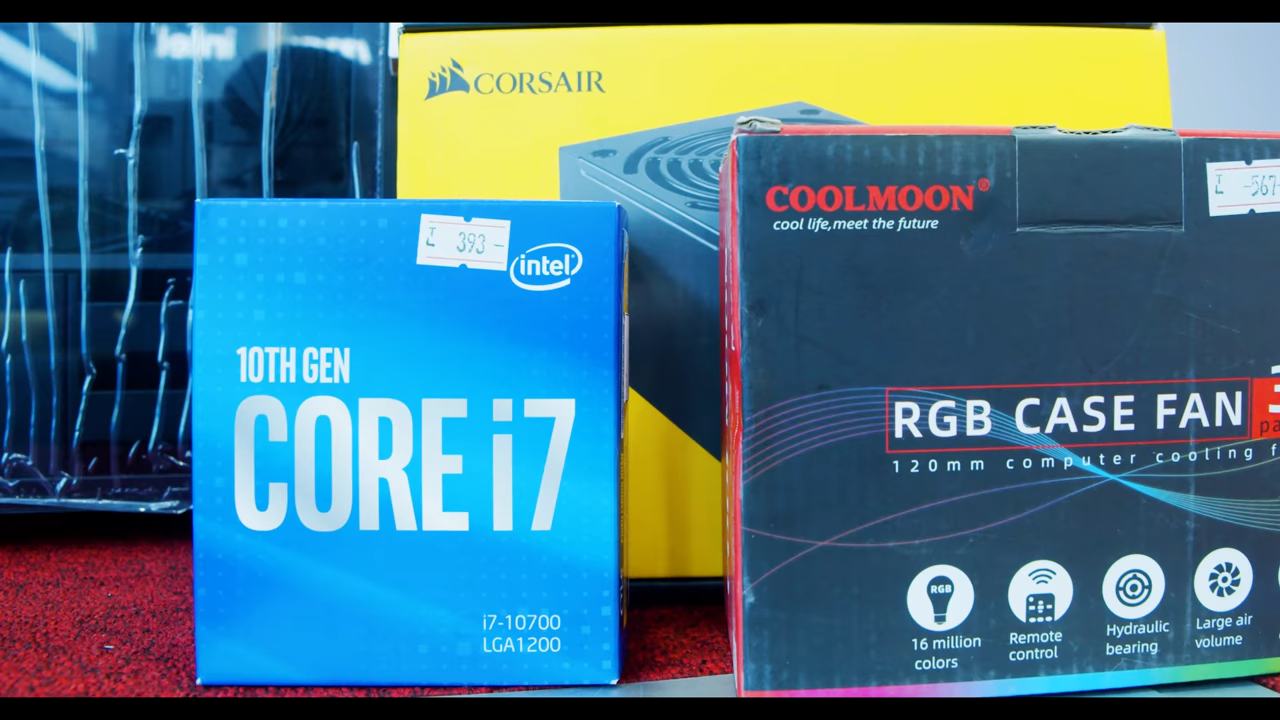 CORSAIR
393 -
intel
10TH GEN
CORE i7
i7-10700
LGA1200
COOLMOON®
cool life,meet the future
-567
RGB CASE FAN
120mm computer cooling
RGB
16 million
colors
Remote
control
Hydraulic
bearing
Large air
volume